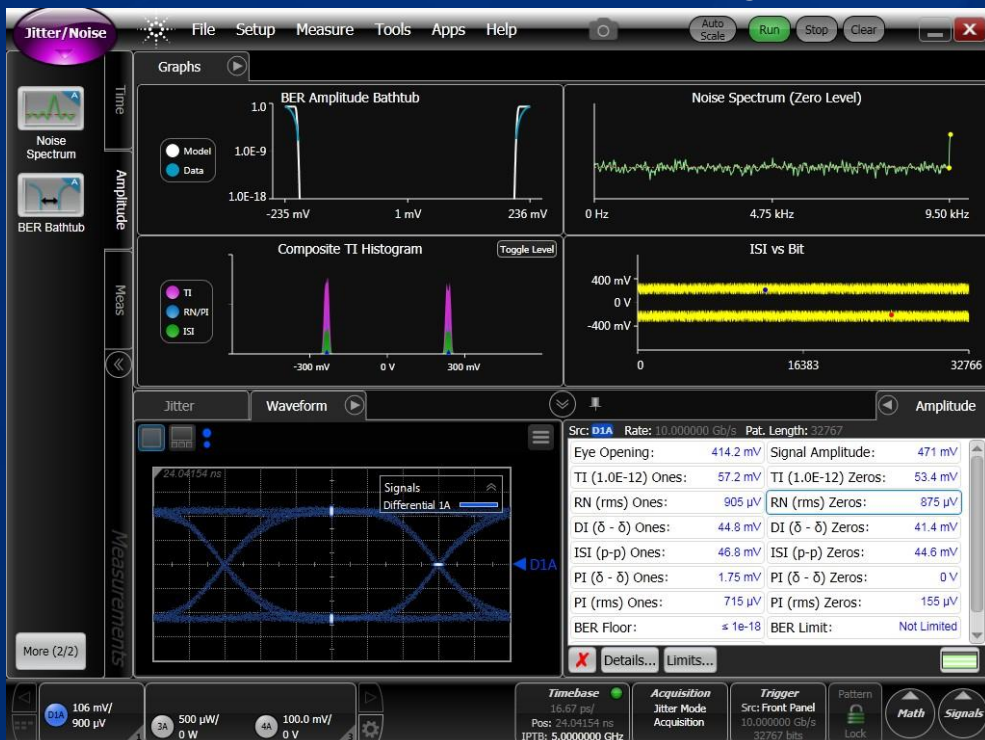 Jitter/Noise
File Setup Measure Tools Apps Help
Auto Scale
Run
Stop
Clear
X
Noise Spectrum
BER Bathtub
More (2/2)
Time
Amplitude
Meas
Measurements
Graphs
BER Amplitude Bathtub
Model
Data
1.0
1.0E-9
1.0E-18
-235 mV 1 mV 236 mV
Noise Spectrum (Zero Level)
0 Hz 4.75 kHz 9.50 kHz
Composite TI Histogram
Toggle Level
TI
RN/PI
ISI
-300 mV 0 V 300 mV
ISI vs Bit
400 mV
0 V
-400 mV
0 16383 32766
Jitter Waveform
24.04154 ns
Signals
Differential 1A
D1A
Amplitude
Src: D1A Rate: 10.000000 Gb/s Pat. Length: 32767
Eye Opening: 414.2 mV Signal Amplitude: 471 mV
TI (1.0E-12) Ones: 57.2 mV TI (1.0E-12) Zeros: 53.4 mV
RN (rms) Ones: 905 µV RN (rms) Zeros: 875 µV
DI (δ - δ) Ones: 44.8 mV DI (δ - δ) Zeros: 41.4 mV
ISI (p-p) Ones: 46.8 mV ISI (p-p) Zeros: 44.6 mV
PI (δ - δ) Ones: 1.75 mV PI (δ - δ) Zeros: 0 V
PI (rms) Ones: 715 µV PI (rms) Zeros: 155 µV
BER Floor: ≤ 1e-18 BER Limit: Not Limited
Details... Limits...
D1A 106 mV/
900 µV
3A 500 µW/
0 W
4A 100.0 mV/
0 V
Timebase
16.67 ps/
Pos: 24.04154 ns
IPTB: 5.0000000 GHz
Acquisition
Jitter Mode
Acquisition
Trigger
Src: Front Panel
10.000000 Gb/s
32767 bits
Pattern
Lock
Math
Signals